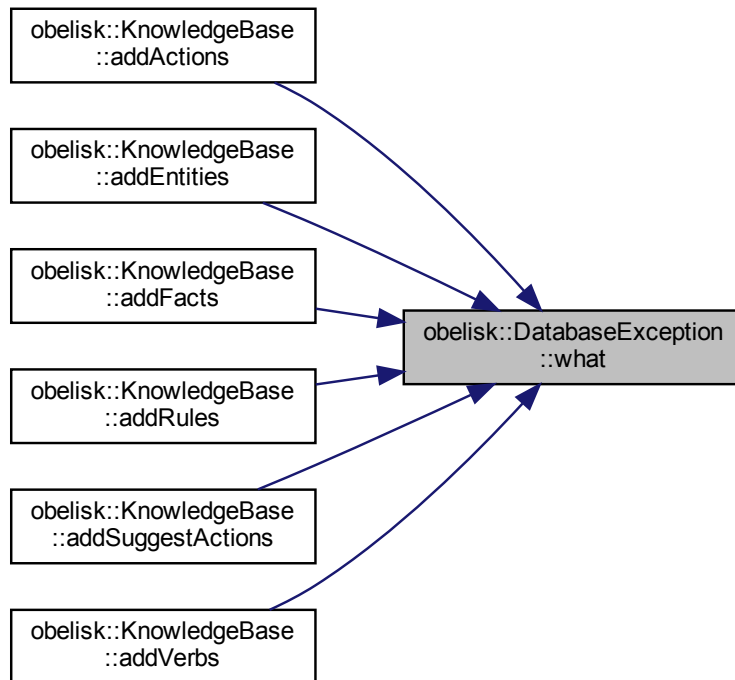 obelisk::KnowledgeBase
::addActions
obelisk::KnowledgeBase
::addEntities
obelisk::KnowledgeBase
::addFacts
obelisk::DatabaseException
::what
obelisk::KnowledgeBase
::addRules
obelisk::KnowledgeBase
::addSuggestActions
obelisk::KnowledgeBase
::addVerbs